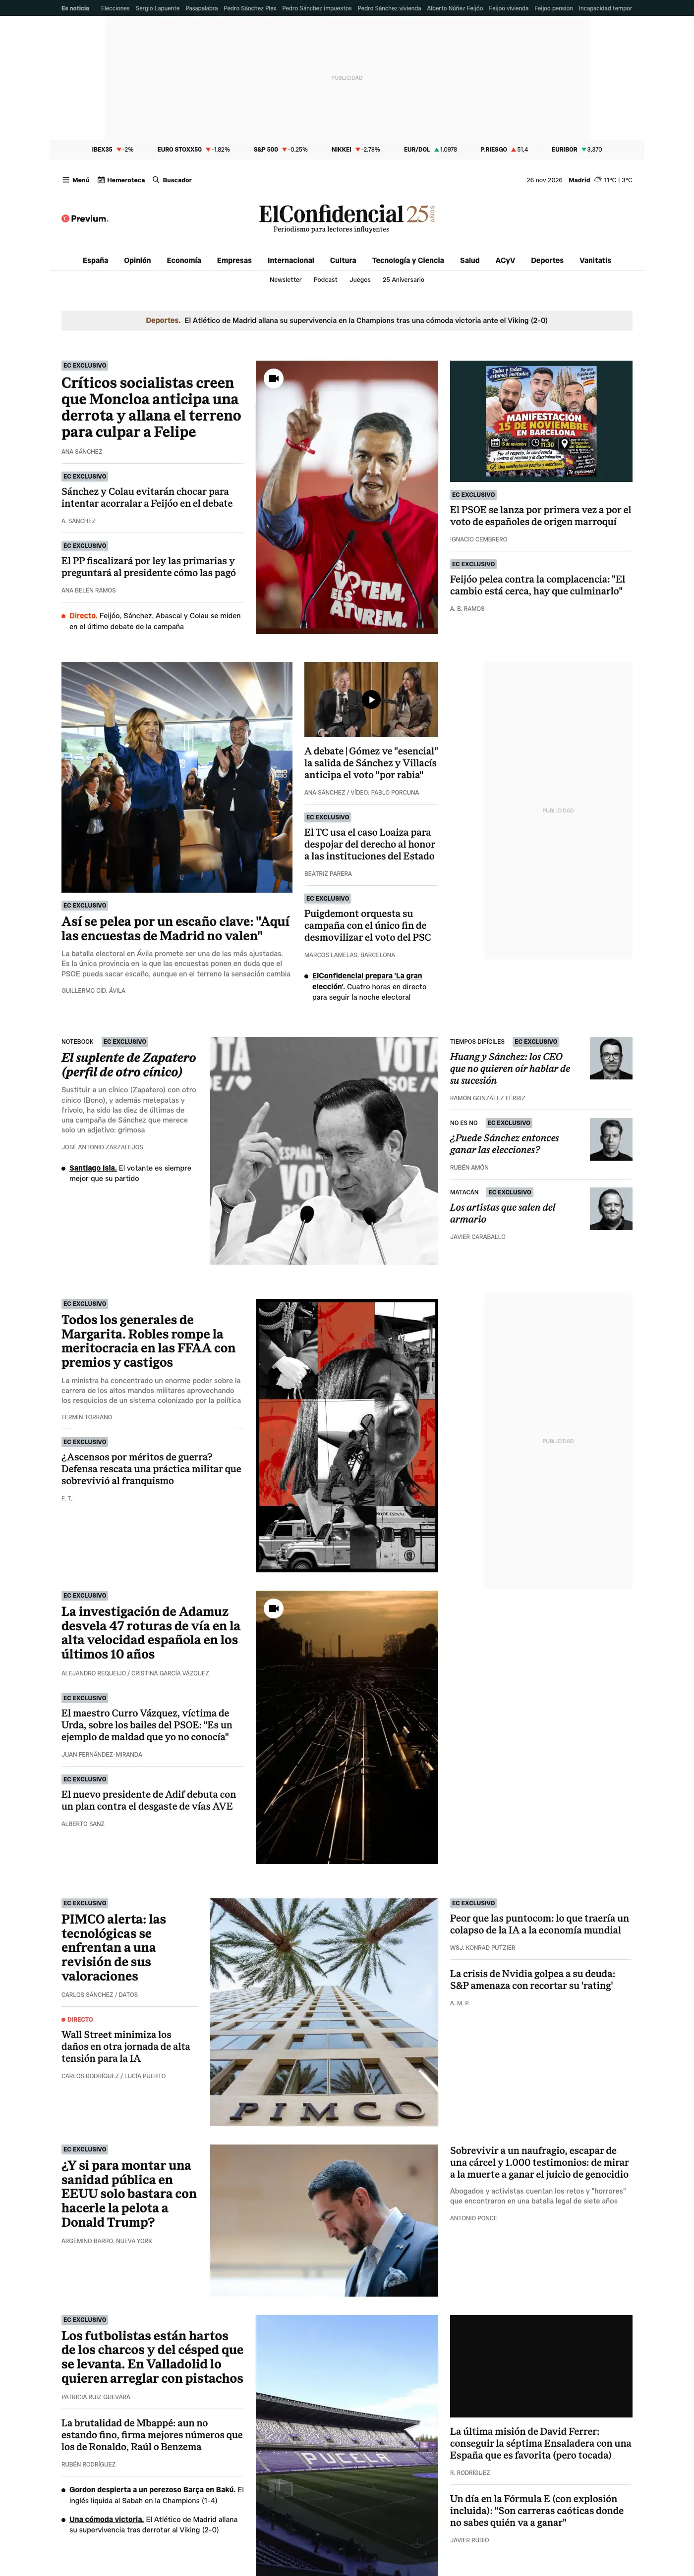 Es noticia | Elecciones Sergio Lapuente Pasapalabra Pedro Sánchez Plex Pedro Sánchez impuestos Pedro Sánchez vivienda Alberto Núñez Feijóo Feijoo vivienda Feijoo pension Incapacidad tempor
PUBLICIDAD
IBEX35 -2% EURO STOXX50 -1.82% S&P 500 -0.25% NIKKEI -2.78% EUR/DOL 1,0978 P.RIESGO 51,4 EURIBOR 3,370
Menú Hemeroteca Buscador
26 nov 2026 Madrid 11ºC | 3ºC
Previum.
El Confidencial 25 AÑOS
Periodismo para lectores influyentes
España Opinión Economía Empresas Internacional Cultura Tecnología y Ciencia Salud ACyV Deportes Vanitatis
Newsletter Podcast Juegos 25 Aniversario
Deportes. El Atlético de Madrid allana su supervivencia en la Champions tras una cómoda victoria ante el Viking (2-0)
EC EXCLUSIVO
Críticos socialistas creen
que Moncloa anticipa una
derrota y allana el terreno
para culpar a Felipe
ANA SÁNCHEZ
EC EXCLUSIVO
Sánchez y Colau evitarán chocar para
intentar acorralar a Feijóo en el debate
A. SÁNCHEZ
EC EXCLUSIVO
El PP fiscalizará por ley las primarias y
preguntará al presidente cómo las pagó
ANA BELÉN RAMOS
Directo. Feijóo, Sánchez, Abascal y Colau se miden
en el último debate de la campaña
MANIFESTACIÓN
15 DE NOVIEMBRE
EN BARCELONA
11:30
EC EXCLUSIVO
El PSOE se lanza por primera vez a por el
voto de españoles de origen marroquí
IGNACIO CEMBRERO
EC EXCLUSIVO
Feijóo pelea contra la complacencia: "El
cambio está cerca, hay que culminarlo"
A. B. RAMOS
EC EXCLUSIVO
Así se pelea por un escaño clave: "Aquí
las encuestas de Madrid no valen"
La batalla electoral en Ávila promete ser una de las más ajustadas.
Es la única provincia en la que las encuestas ponen en duda que el
PSOE pueda sacar escaño, aunque en el terreno la sensación cambia
GUILLERMO CID. ÁVILA
A debate | Gómez ve "esencial"
la salida de Sánchez y Villacís
anticipa el voto "por rabia"
ANA SÁNCHEZ / VÍDEO: PABLO PORCUNA
EC EXCLUSIVO
El TC usa el caso Loaiza para
despojar del derecho al honor
a las instituciones del Estado
BEATRIZ PARERA
EC EXCLUSIVO
Puigdemont orquesta su
campaña con el único fin de
desmovilizar el voto del PSC
MARCOS LAMELAS. BARCELONA
ElConfidencial prepara 'La gran
elección'. Cuatro horas en directo
para seguir la noche electoral
PUBLICIDAD
NOTEBOOK EC EXCLUSIVO
El suplente de Zapatero
(perfil de otro cínico)
Sustituir a un cínico (Zapatero) con otro
cínico (Bono), y además metepatas y
frívolo, ha sido las diez de últimas de
una campaña de Sánchez que merece
solo un adjetivo: grimosa
JOSÉ ANTONIO ZARZALEJOS
Santiago Isla. El votante es siempre
mejor que su partido
TIEMPOS DIFÍCILES EC EXCLUSIVO
Huang y Sánchez: los CEO
que no quieren oír hablar de
su sucesión
RAMÓN GONZÁLEZ FÉRRIZ
NO ES NO EC EXCLUSIVO
¿Puede Sánchez entonces
ganar las elecciones?
RUBÉN AMÓN
MATACÁN EC EXCLUSIVO
Los artistas que salen del
armario
JAVIER CARABALLO
EC EXCLUSIVO
Todos los generales de
Margarita. Robles rompe la
meritocracia en las FFAA con
premios y castigos
La ministra ha concentrado un enorme poder sobre la
carrera de los altos mandos militares aprovechando
los resquicios de un sistema colonizado por la política
FERMÍN TORRANO
EC EXCLUSIVO
¿Ascensos por méritos de guerra?
Defensa rescata una práctica militar que
sobrevivió al franquismo
F. T.
PUBLICIDAD
EC EXCLUSIVO
La investigación de Adamuz
desvela 47 roturas de vía en la
alta velocidad española en los
últimos 10 años
ALEJANDRO REQUEIJO / CRISTINA GARCÍA VÁZQUEZ
EC EXCLUSIVO
El maestro Curro Vázquez, víctima de
Urda, sobre los bailes del PSOE: "Es un
ejemplo de maldad que yo no conocía"
JUAN FERNÁNDEZ-MIRANDA
EC EXCLUSIVO
El nuevo presidente de Adif debuta con
un plan contra el desgaste de vías AVE
ALBERTO SANZ
EC EXCLUSIVO
PIMCO alerta: las
tecnológicas se
enfrentan a una
revisión de sus
valoraciones
CARLOS SÁNCHEZ / DATOS
DIRECTO
Wall Street minimiza los
daños en otra jornada de alta
tensión para la IA
CARLOS RODRÍGUEZ / LUCÍA PUERTO
PIMCO
EC EXCLUSIVO
Peor que las puntocom: lo que traería un
colapso de la IA a la economía mundial
WSJ. KONRAD PUTZIER
La crisis de Nvidia golpea a su deuda:
S&P amenaza con recortar su 'rating'
A. M. P.
EC EXCLUSIVO
¿Y si para montar una
sanidad pública en
EEUU solo bastara con
hacerle la pelota a
Donald Trump?
ARGEMINO BARRO. NUEVA YORK
Sobrevivir a un naufragio, escapar de
una cárcel y 1.000 testimonios: de mirar
a la muerte a ganar el juicio de genocidio
Abogados y activistas cuentan los retos y "horrores"
que encontraron en una batalla legal de siete años
ANTONIO PONCE
EC EXCLUSIVO
Los futbolistas están hartos
de los charcos y del césped que
se levanta. En Valladolid lo
quieren arreglar con pistachos
PATRICIA RUIZ GUEVARA
La brutalidad de Mbappé: aun no
estando fino, firma mejores números que
los de Ronaldo, Raúl o Benzema
RUBÉN RODRÍGUEZ
Gordon despierta a un perezoso Barça en Bakú. El
inglés liquida al Sabah en la Champions (1-4)
Una cómoda victoria. El Atlético de Madrid allana
su supervivencia tras derrotar al Viking (2-0)
PUCELA
La última misión de David Ferrer:
conseguir la séptima Ensaladera con una
España que es favorita (pero tocada)
R. RODRÍGUEZ
Un día en la Fórmula E (con explosión
incluida): "Son carreras caóticas donde
no sabes quién va a ganar"
JAVIER RUBIO